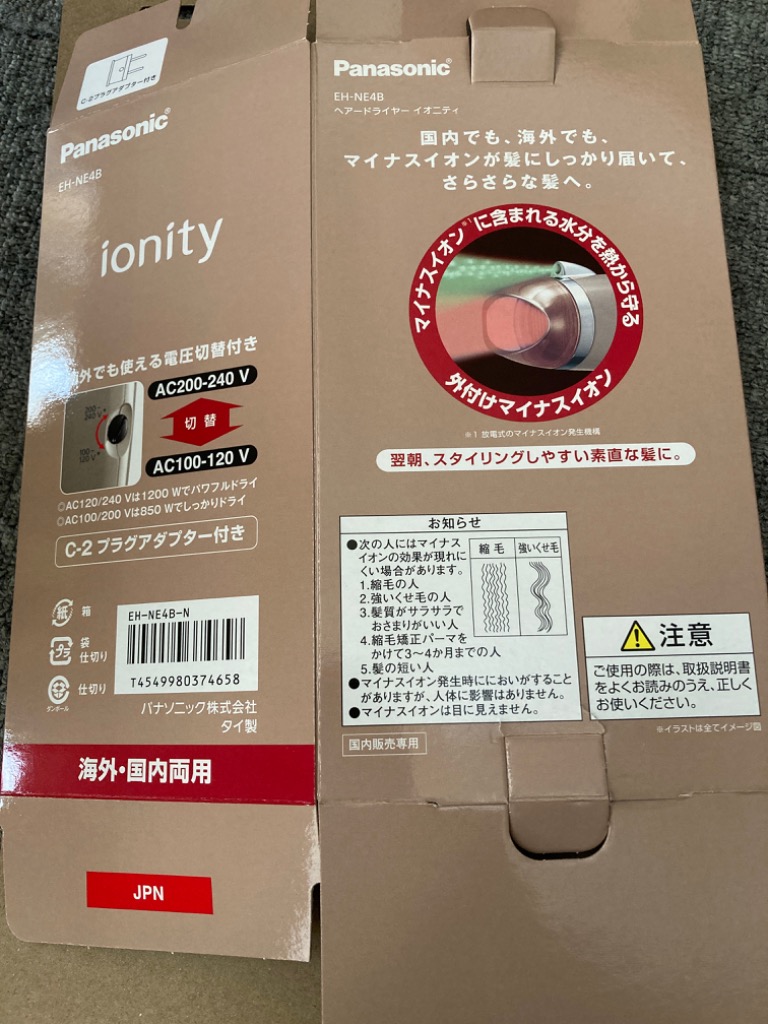 C-2プラグアダプター付き
Panasonic®
EH-NE4B
ionity
外でも使える電圧切替付き
AC200-240 V
200-
240 V
切替
100-
120 V
AC100-120 V
◎AC120/240 Vは1200 Wでパワフルドライ
◎AC100/200 Vは850 Wでしっかりドライ
C-2 プラグアダプター付き
紙
箱
プラ
袋
仕切り
ダンボール
仕切り
EH-NE4B-N
T4549980374658
パナソニック株式会社
タイ製
海外・国内両用
JPN
Panasonic®
EH-NE4B
ヘアードライヤー イオニティ
国内でも、海外でも、
マイナスイオンが髪にしっかり届いて、
さらさらな髪へ。
マイナスイオン※1に含まれる水分を熱から守る
外付けマイナスイオン
※1 放電式のマイナスイオン発生機構
翌朝、スタイリングしやすい素直な髪に。
お知らせ
●次の人にはマイナス
イオンの効果が現れに
くい場合があります。
1.縮毛の人
2.強いくせ毛の人
3.髪質がサラサラで
おさまりがいい人
4.縮毛矯正パーマを
かけて3～4か月までの人
5.髪の短い人
縮毛
強いくせ毛
●マイナスイオン発生時ににおいがすること
がありますが、人体に影響はありません。
●マイナスイオンは目に見えません。
注意
ご使用の際は、取扱説明書
をよくお読みのうえ、正しく
お使いください。
※イラストは全てイメージ図
国内販売専用